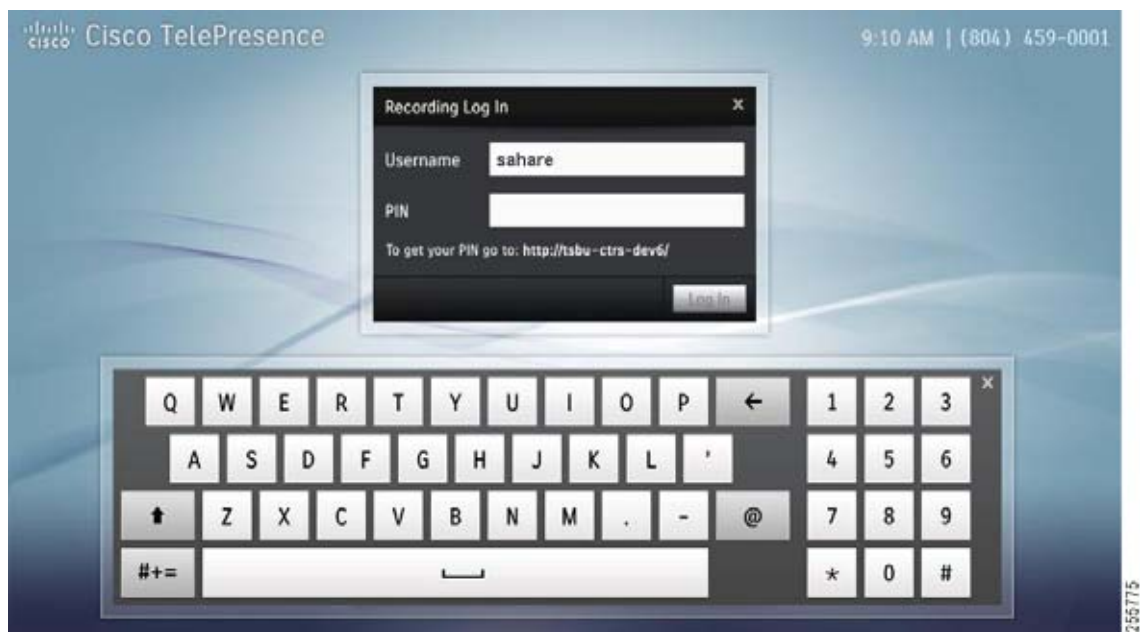 cisco Cisco TelePresence
9:10 AM | (804) 459-0001
Recording Log In x
Username sahare
PIN
To get your PIN go to: http://tsbu-ctrs-dev6/
Log In
Q W E R T Y U I O P ← 1 2 3 x
A S D F G H J K L ' 4 5 6
⬆ Z X C V B N M . - @ 7 8 9
#+= * 0 #
255775